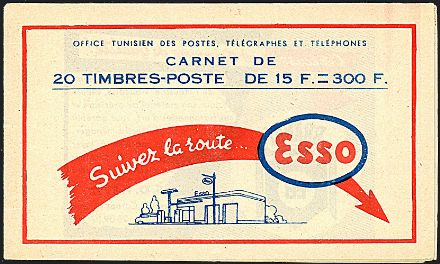 OFFICE TUNISIEN DES POSTES, TÉLÉGRAPHES ET TÉLÉPHONES
CARNET DE
20 TIMBRES-POSTE DE 15 F. = 300 F.
Suivez la route...
Esso
Esso